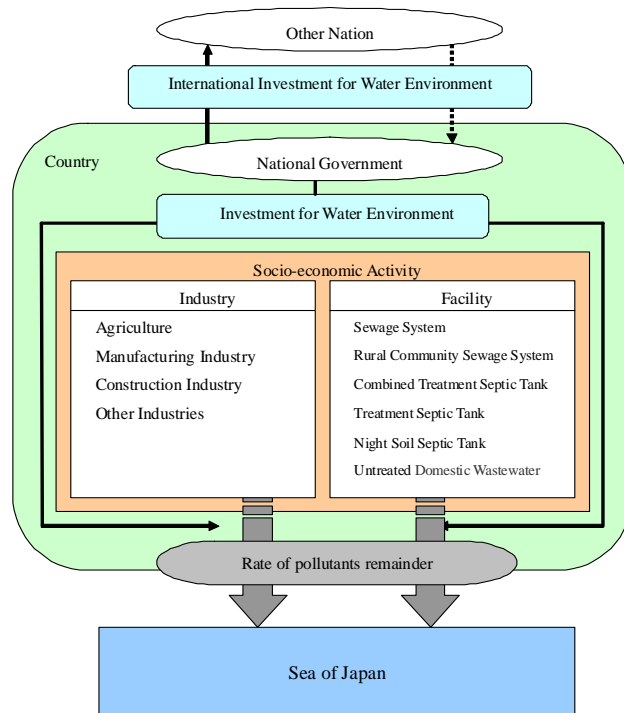 Other Nation
International Investment for Water Environment
Country
National Government
Investment for Water Environment
Socio-economic Activity
Industry
Agriculture
Manufacturing Industry
Construction Industry
Other Industries
Facility
Sewage System
Rural Community Sewage System
Combined Treatment Septic Tank
Treatment Septic Tank
Night Soil Septic Tank
Untreated Domestic Wastewater
Rate of pollutants remainder
Sea of Japan